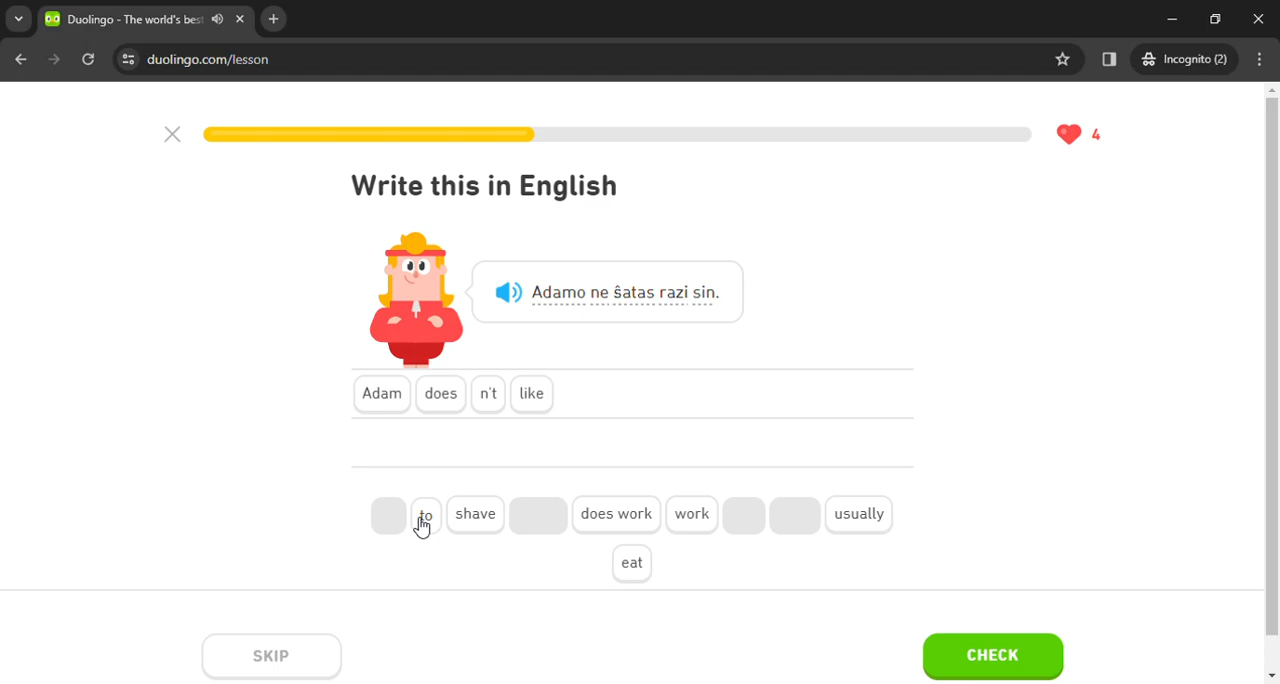 Duolingo - The world's best
duolingo.com/lesson
Incognito (2)
4
Write this in English
Adamo ne ŝatas razi sin.
Adam does n't like
to shave does work work usually
eat
SKIP
CHECK